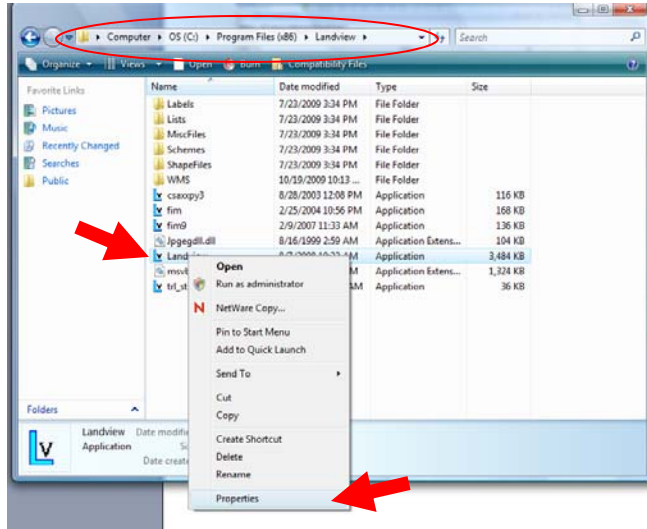 Computer ▸ OS (C:) ▸ Program Files (x86) ▸ Landview ▸ Search
Organize Views Open Burn Compatibility Files
Favorite Links
Pictures
Music
Recently Changed
Searches
Public
Name Date modified Type Size
Labels 7/23/2009 3:34 PM File Folder
Lists 7/23/2009 3:34 PM File Folder
MiscFiles 7/23/2009 3:34 PM File Folder
Schemes 7/23/2009 3:34 PM File Folder
ShapeFiles 7/23/2009 3:34 PM File Folder
WMS 10/19/2009 10:13 ... File Folder
csaxxpy3 8/28/2003 12:08 PM Application 116 KB
fim 2/25/2004 10:56 PM Application 168 KB
fim9 2/9/2007 11:33 AM Application 136 KB
Jpgegdll.dll 8/16/1999 2:59 AM Application Extens... 104 KB
Application 3,484 KB
Application Extens... 1,324 KB
Application 36 KB
Open
Run as administrator
NetWare Copy...
Pin to Start Menu
Add to Quick Launch
Send To
Cut
Copy
Create Shortcut
Delete
Rename
Properties
Folders
Landview Date modifie
Application
Date create